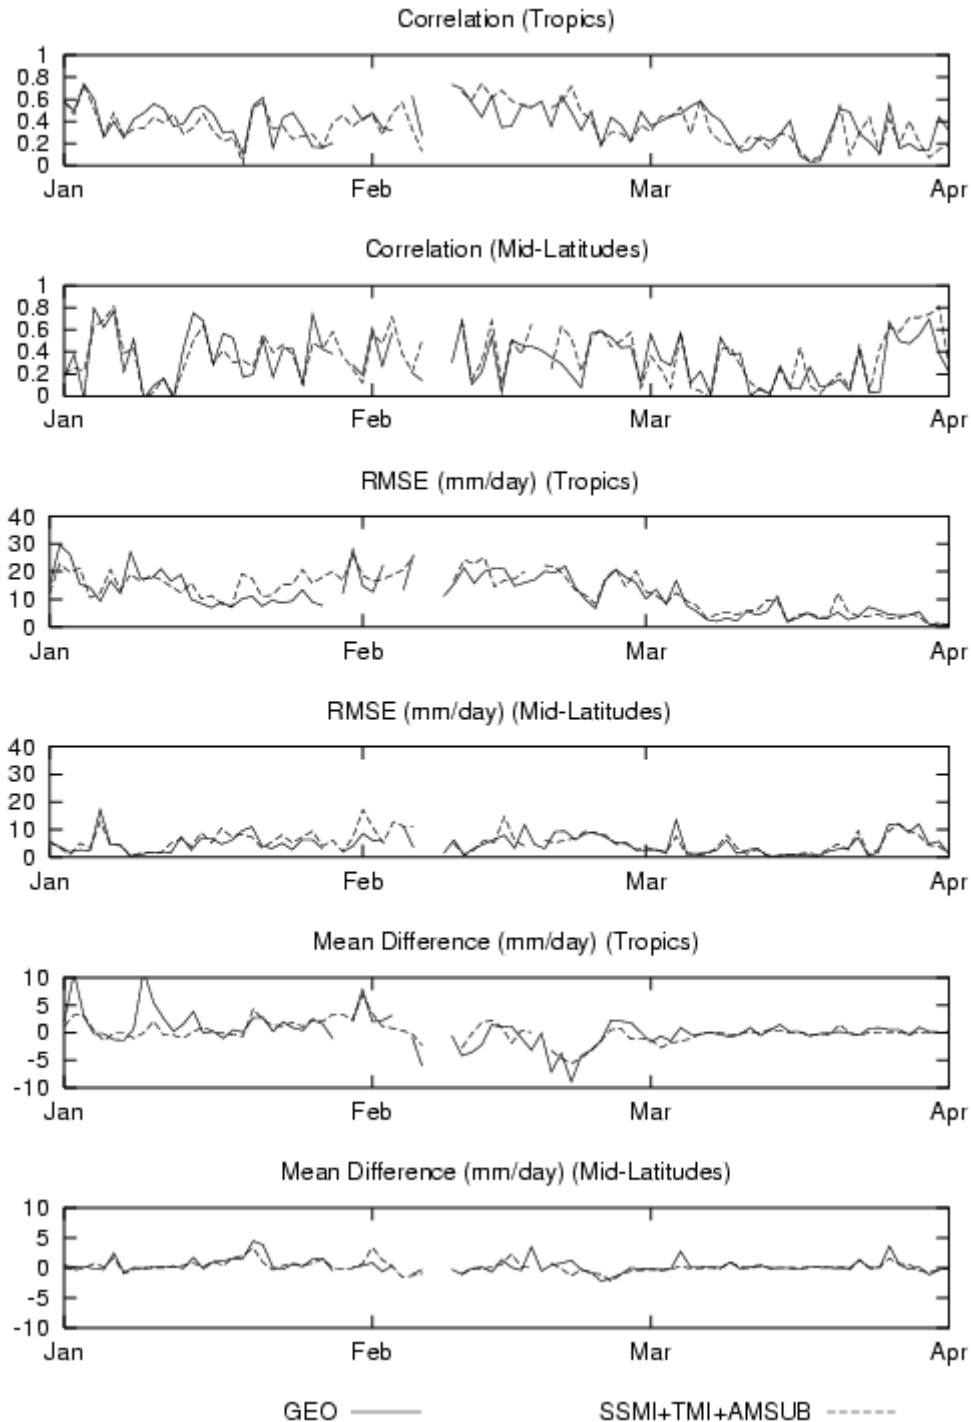 Correlation (Tropics)
1
0.8
0.6
0.4
0.2
0
Jan Feb Mar Apr
Correlation (Mid-Latitudes)
1
0.8
0.6
0.4
0.2
0
Jan Feb Mar Apr
RMSE (mm/day) (Tropics)
40
30
20
10
0
Jan Feb Mar Apr
RMSE (mm/day) (Mid-Latitudes)
40
30
20
10
0
Jan Feb Mar Apr
Mean Difference (mm/day) (Tropics)
10
5
0
-5
-10
Jan Feb Mar Apr
Mean Difference (mm/day) (Mid-Latitudes)
10
5
0
-5
-10
Jan Feb Mar Apr
GEO SSMI+TMI+AMSUB